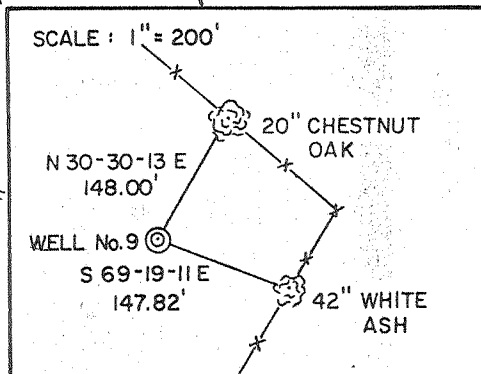 SCALE : 1" = 200'
20" CHESTNUT
OAK
N 30-30-13 E
148.00'
WELL No. 9
S 69-19-11 E
147.82'
42" WHITE
ASH